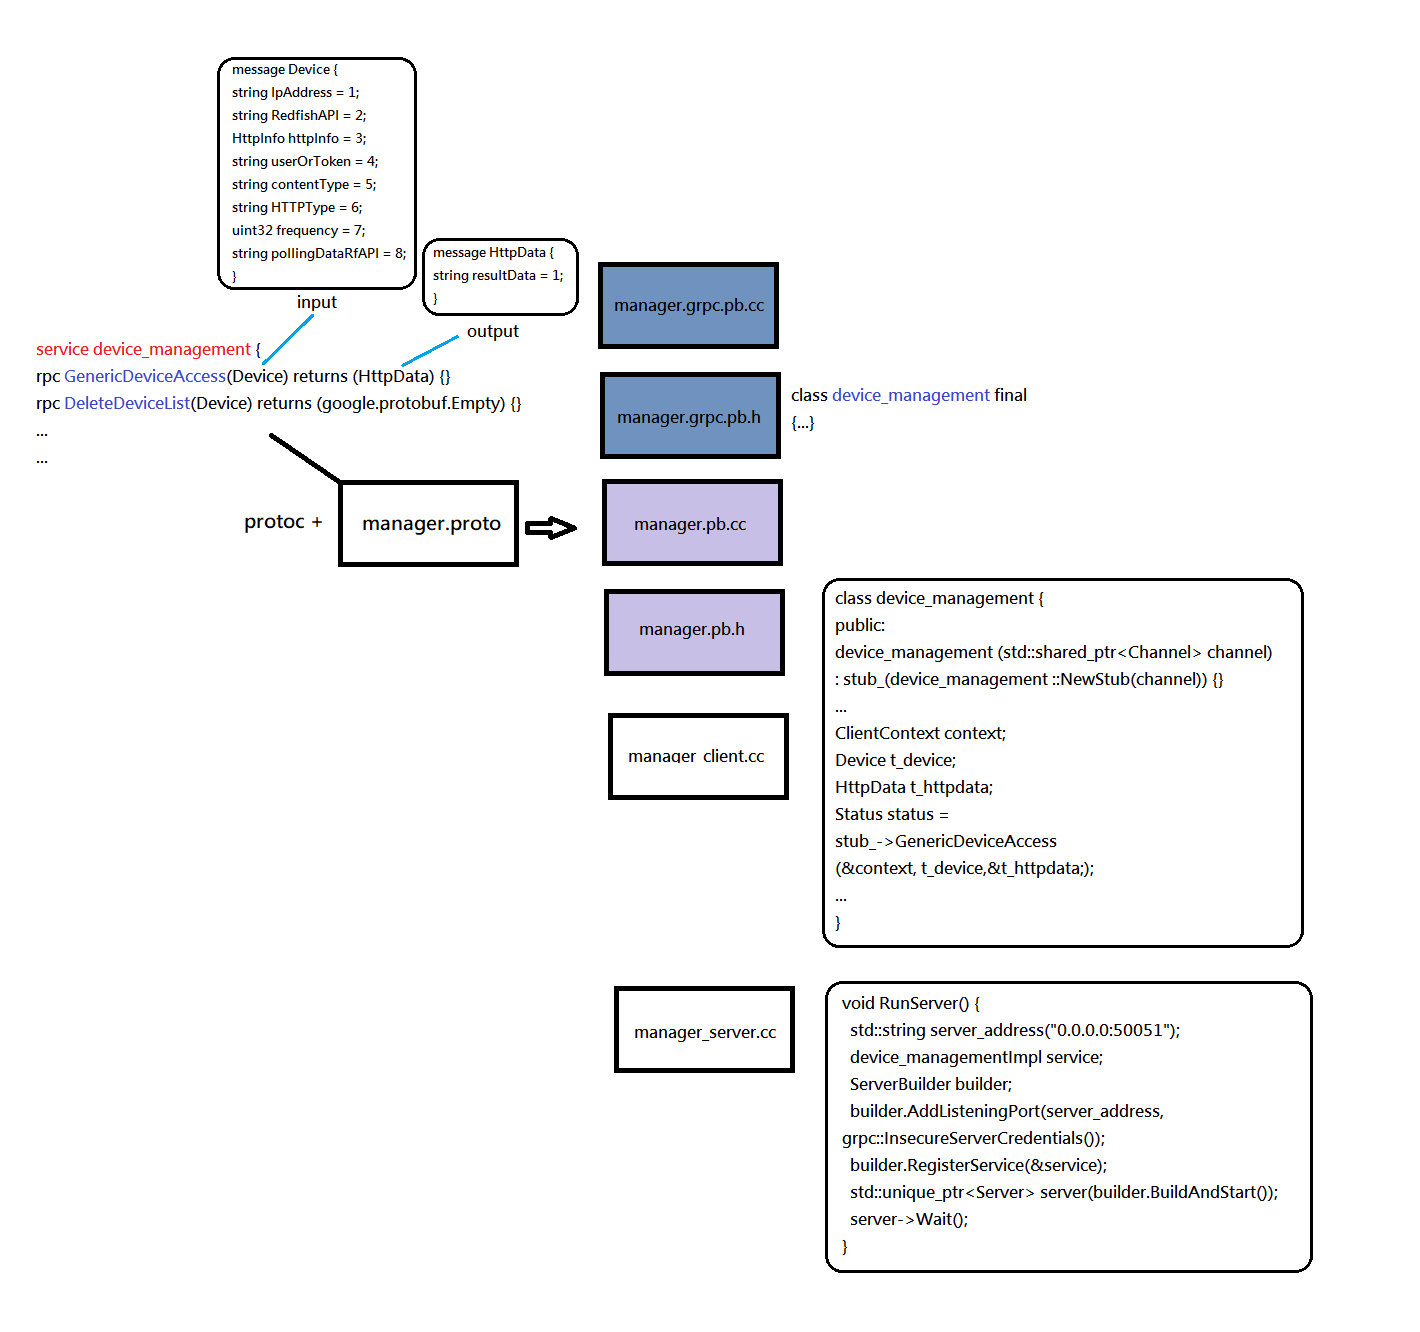 message Device {
string IpAddress = 1;
string RedfishAPI = 2;
HttpInfo httpInfo = 3;
string userOrToken = 4;
string contentType = 5;
string HTTPType = 6;
uint32 frequency = 7;
string pollingDataRfAPI = 8;
}
input
message HttpData {
string resultData = 1;
}
output
service device_management {
rpc GenericDeviceAccess(Device) returns (HttpData) {}
rpc DeleteDeviceList(Device) returns (google.protobuf.Empty) {}
...
...
protoc +
manager.proto
manager.grpc.pb.cc
manager.grpc.pb.h
class device_management final
{...}
manager.pb.cc
manager.pb.h
manager_client.cc
class device_management {
public:
device_management (std::shared_ptr<Channel> channel)
: stub_(device_management ::NewStub(channel)) {}
...
ClientContext context;
Device t_device;
HttpData t_httpdata;
Status status =
stub_->GenericDeviceAccess
(&context, t_device,&t_httpdata;);
...
}
manager_server.cc
void RunServer() {
std::string server_address("0.0.0.0:50051");
device_managementImpl service;
ServerBuilder builder;
builder.AddListeningPort(server_address,
grpc::InsecureServerCredentials());
builder.RegisterService(&service);
std::unique_ptr<Server> server(builder.BuildAndStart());
server->Wait();
}